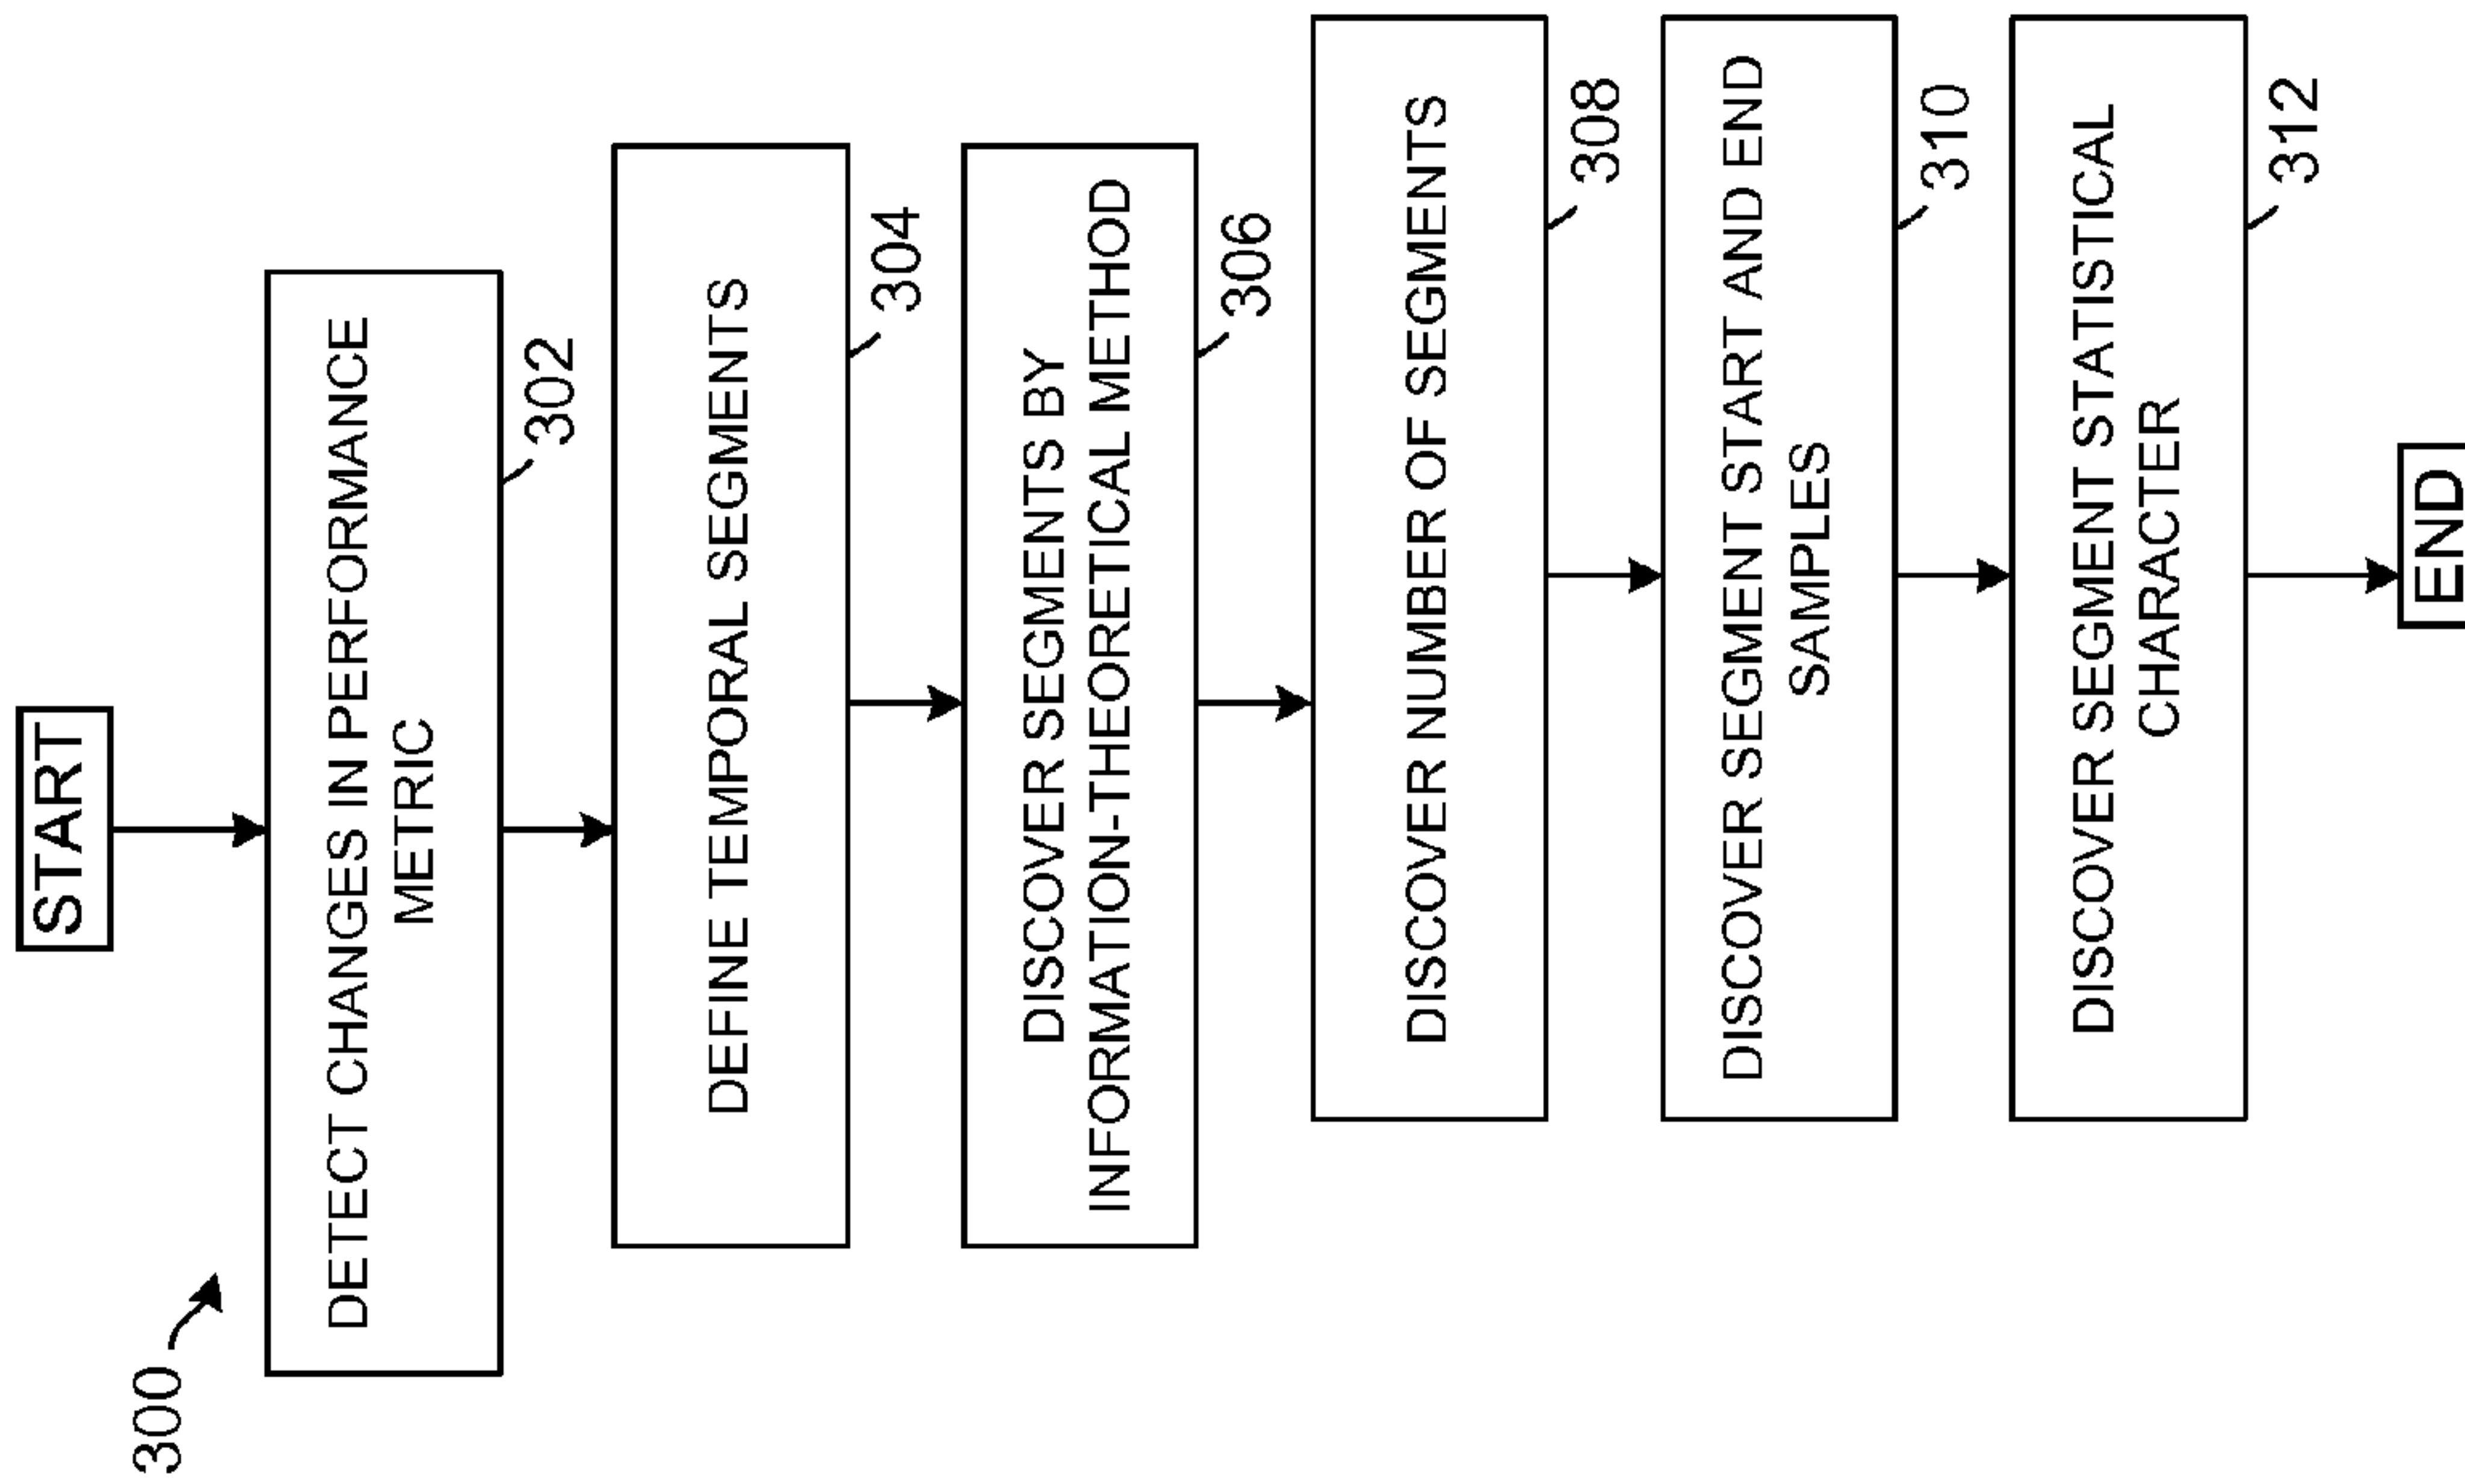 300
START
DETECT CHANGES IN PERFORMANCE
METRIC
302
DEFINE TEMPORAL SEGMENTS
304
DISCOVER SEGMENTS BY
INFORMATION-THEORETICAL METHOD
306
DISCOVER NUMBER OF SEGMENTS
308
DISCOVER SEGMENT START AND END
SAMPLES
310
DISCOVER SEGMENT STATISTICAL
CHARACTER
312
END